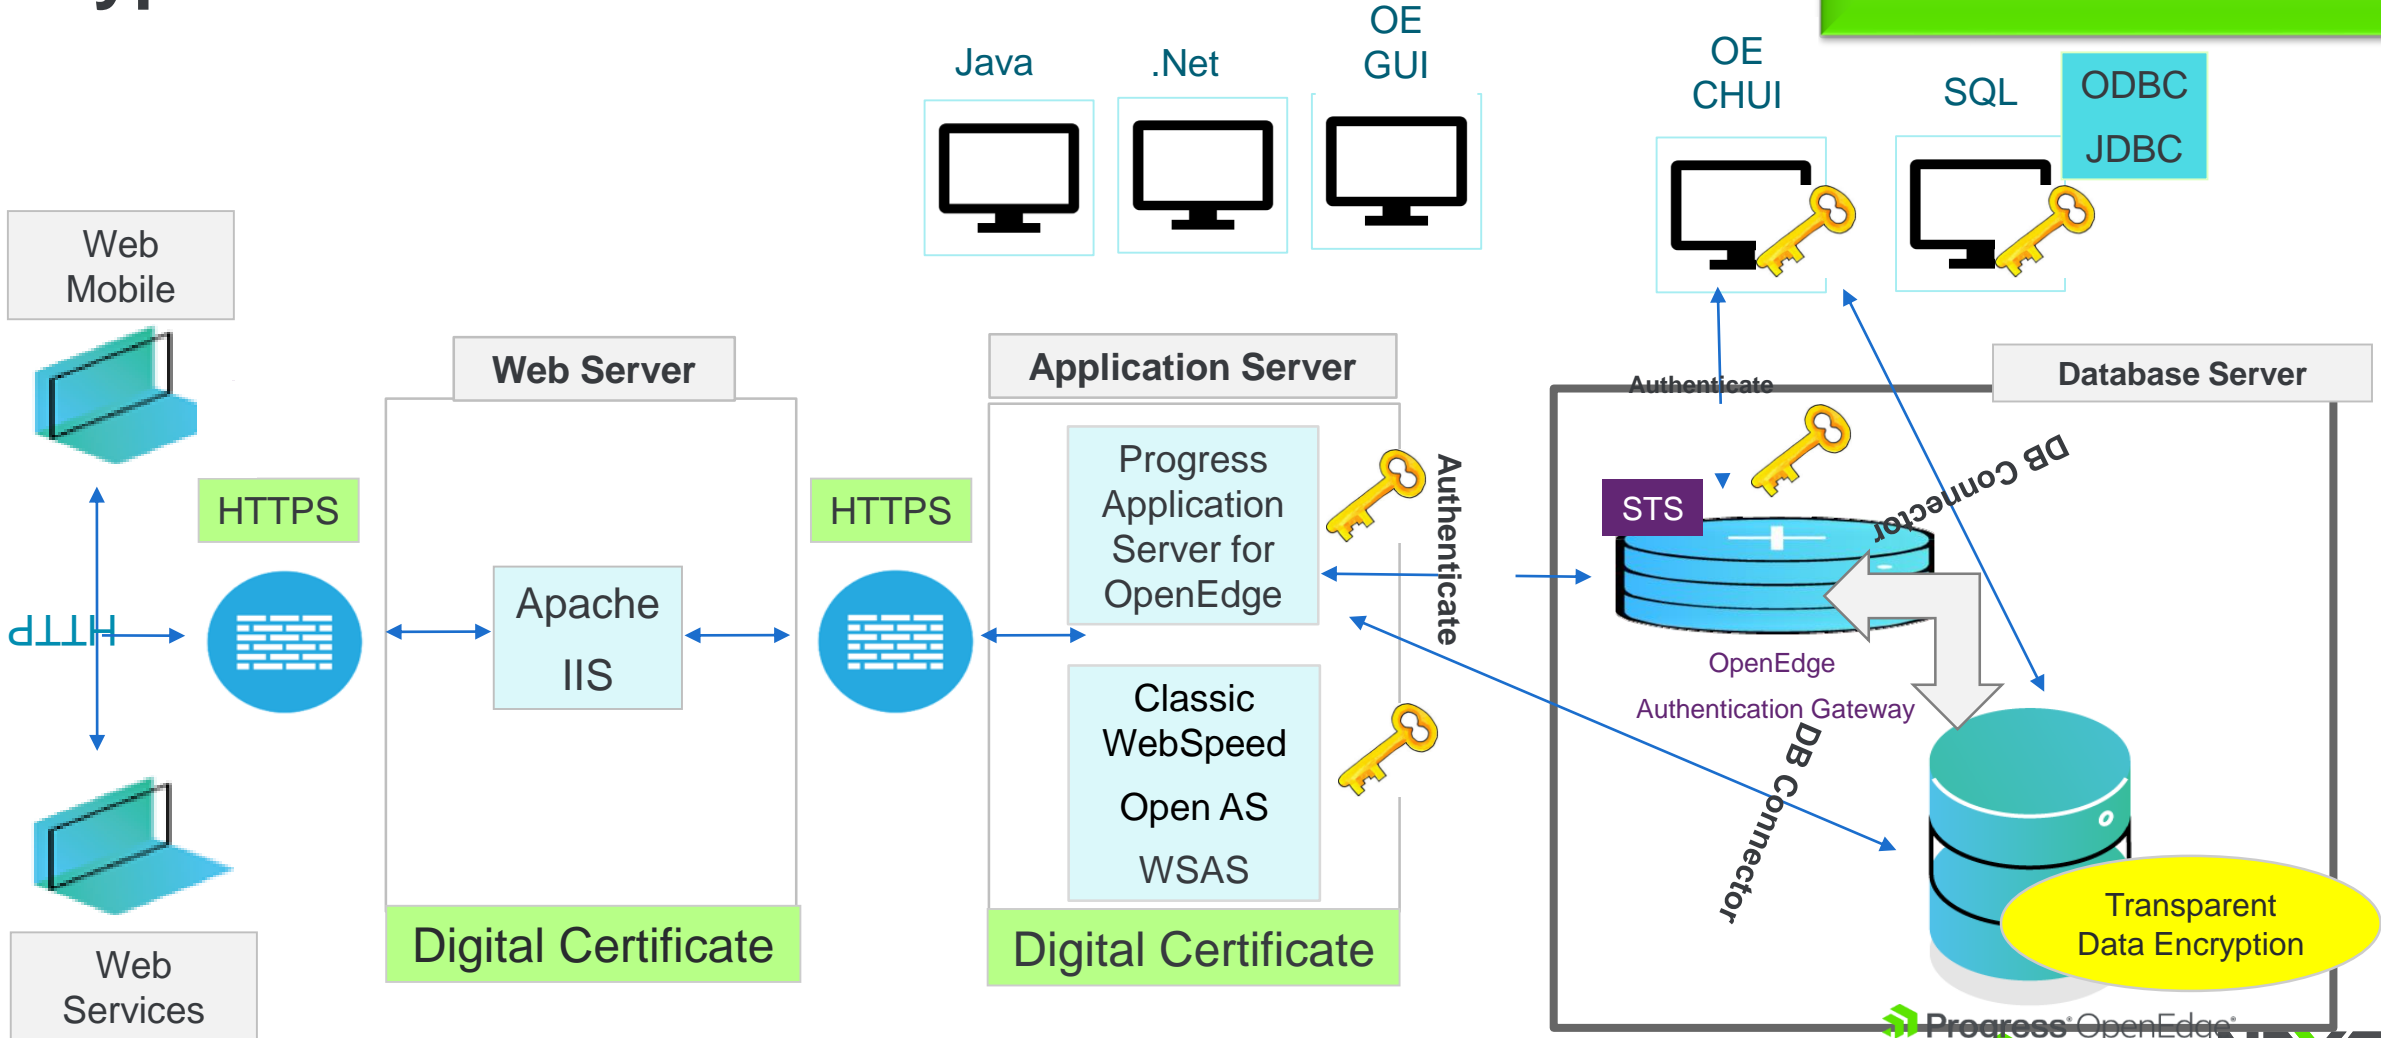 Java
.Net
OE
GUI
OE
CHUI
SQL
ODBC
JDBC
Web
Mobile
Web Server
Application Server
Database Server
HTTP
HTTPS
Apache
IIS
HTTPS
Progress
Application
Server for
OpenEdge
Classic
WebSpeed
Open AS
WSAS
Authenticate
Authenticate
DB Connector
STS
OpenEdge
Authentication Gateway
DB Connector
Transparent
Data Encryption
Digital Certificate
Digital Certificate
Web
Services
Progress® OpenEdge®